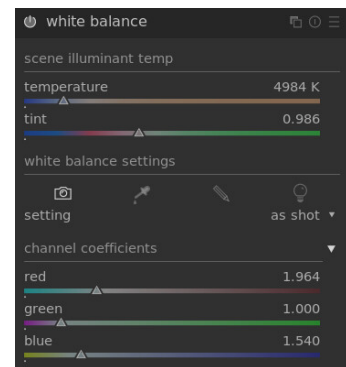 white balance
scene illuminant temp
temperature 4984 K
tint 0.986
white balance settings
setting as shot
channel coefficients
red 1.964
green 1.000
blue 1.540